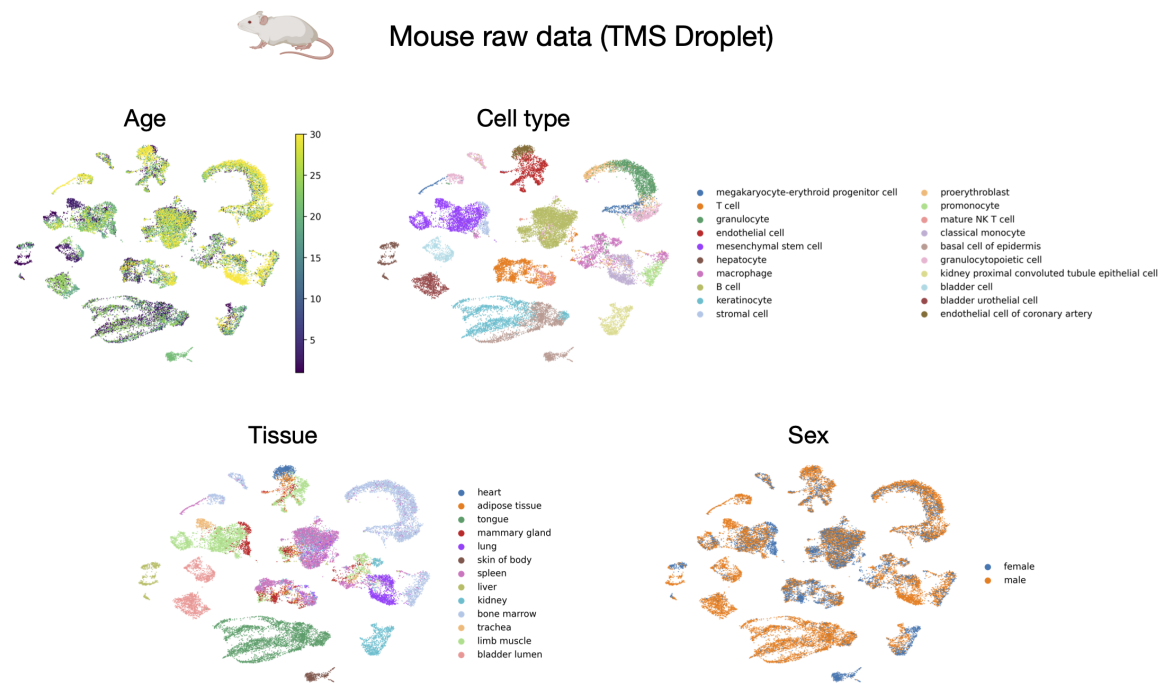 Mouse raw data (TMS Droplet)
Age
30
25
20
15
10
5
Cell type
megakaryocyte-erythroid progenitor cell
T cell
granulocyte
endothelial cell
mesenchymal stem cell
hepatocyte
macrophage
B cell
keratinocyte
stromal cell
proerythroblast
promonocyte
mature NK T cell
classical monocyte
basal cell of epidermis
granulocytopoietic cell
kidney proximal convoluted tubule epithelial cell
bladder cell
bladder urothelial cell
endothelial cell of coronary artery
Tissue
heart
adipose tissue
tongue
mammary gland
lung
skin of body
spleen
liver
kidney
bone marrow
trachea
limb muscle
bladder lumen
Sex
female
male